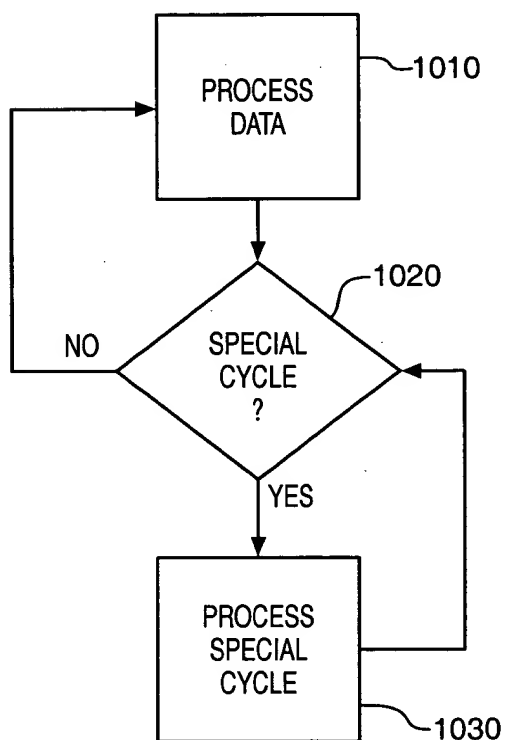 PROCESS
DATA
1010
1020
NO
SPECIAL
CYCLE
?
YES
PROCESS
SPECIAL
CYCLE
1030